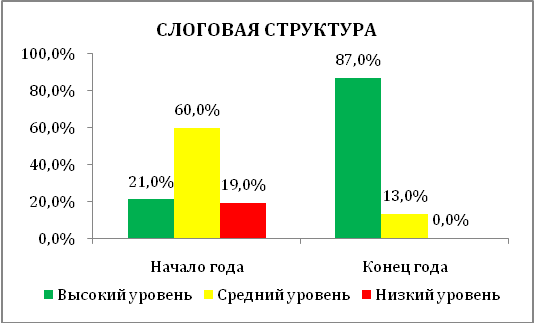 СЛОГОВАЯ СТРУКТУРА
100,0%
80,0%
60,0%
40,0%
20,0%
0,0%
21,0%
60,0%
19,0%
87,0%
13,0%
0,0%
Начало года
Конец года
Высокий уровень
Средний уровень
Низкий уровень